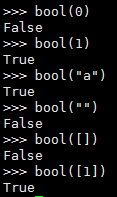 >>> bool(0)
False
>>> bool(1)
True
>>> bool("a")
True
>>> bool("")
False
>>> bool([])
False
>>> bool([1])
True